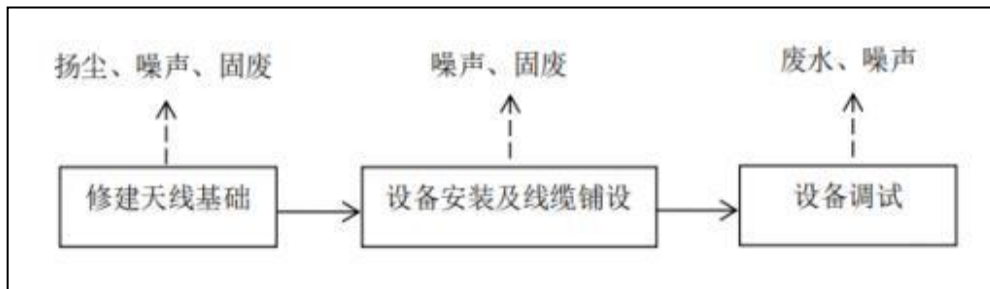 扬尘、噪声、固废
噪声、固废
废水、噪声
修建天线基础
设备安装及线缆铺设
设备调试